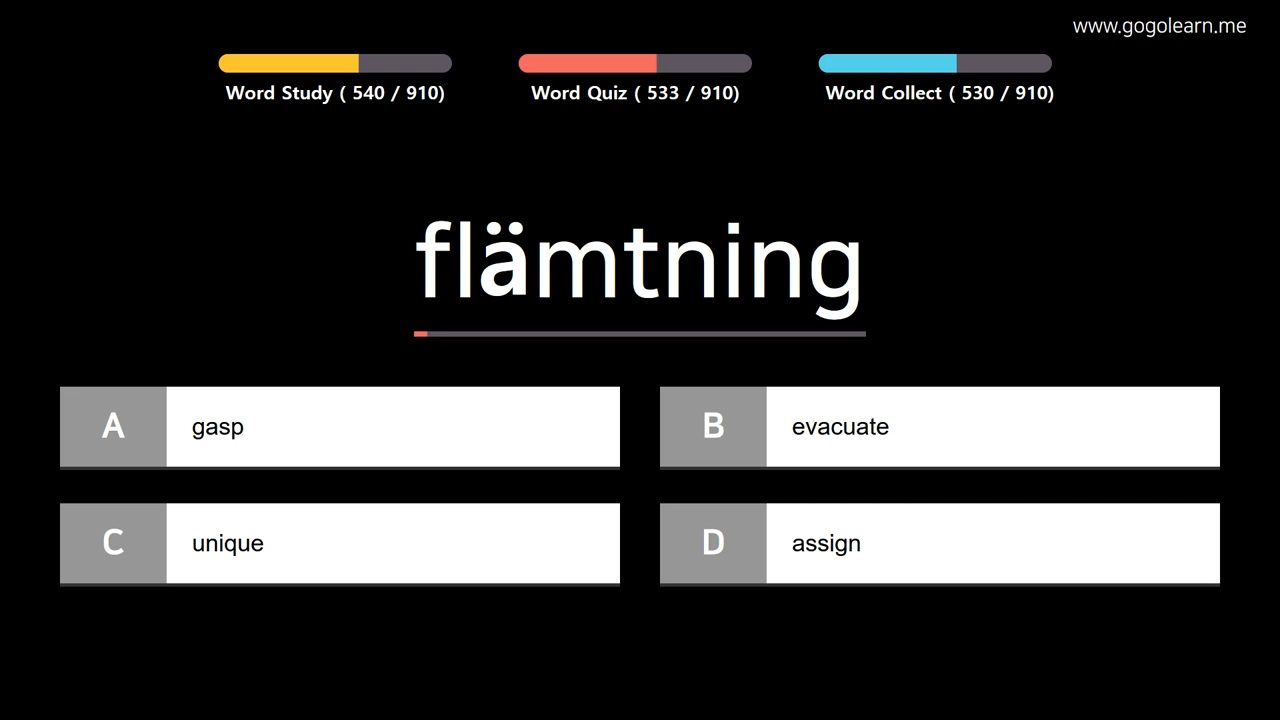 www.gogolearn.me
Word Study ( 540 / 910)
Word Quiz ( 533 / 910)
Word Collect ( 530 / 910)
flämtning
A gasp
B evacuate
C unique
D assign